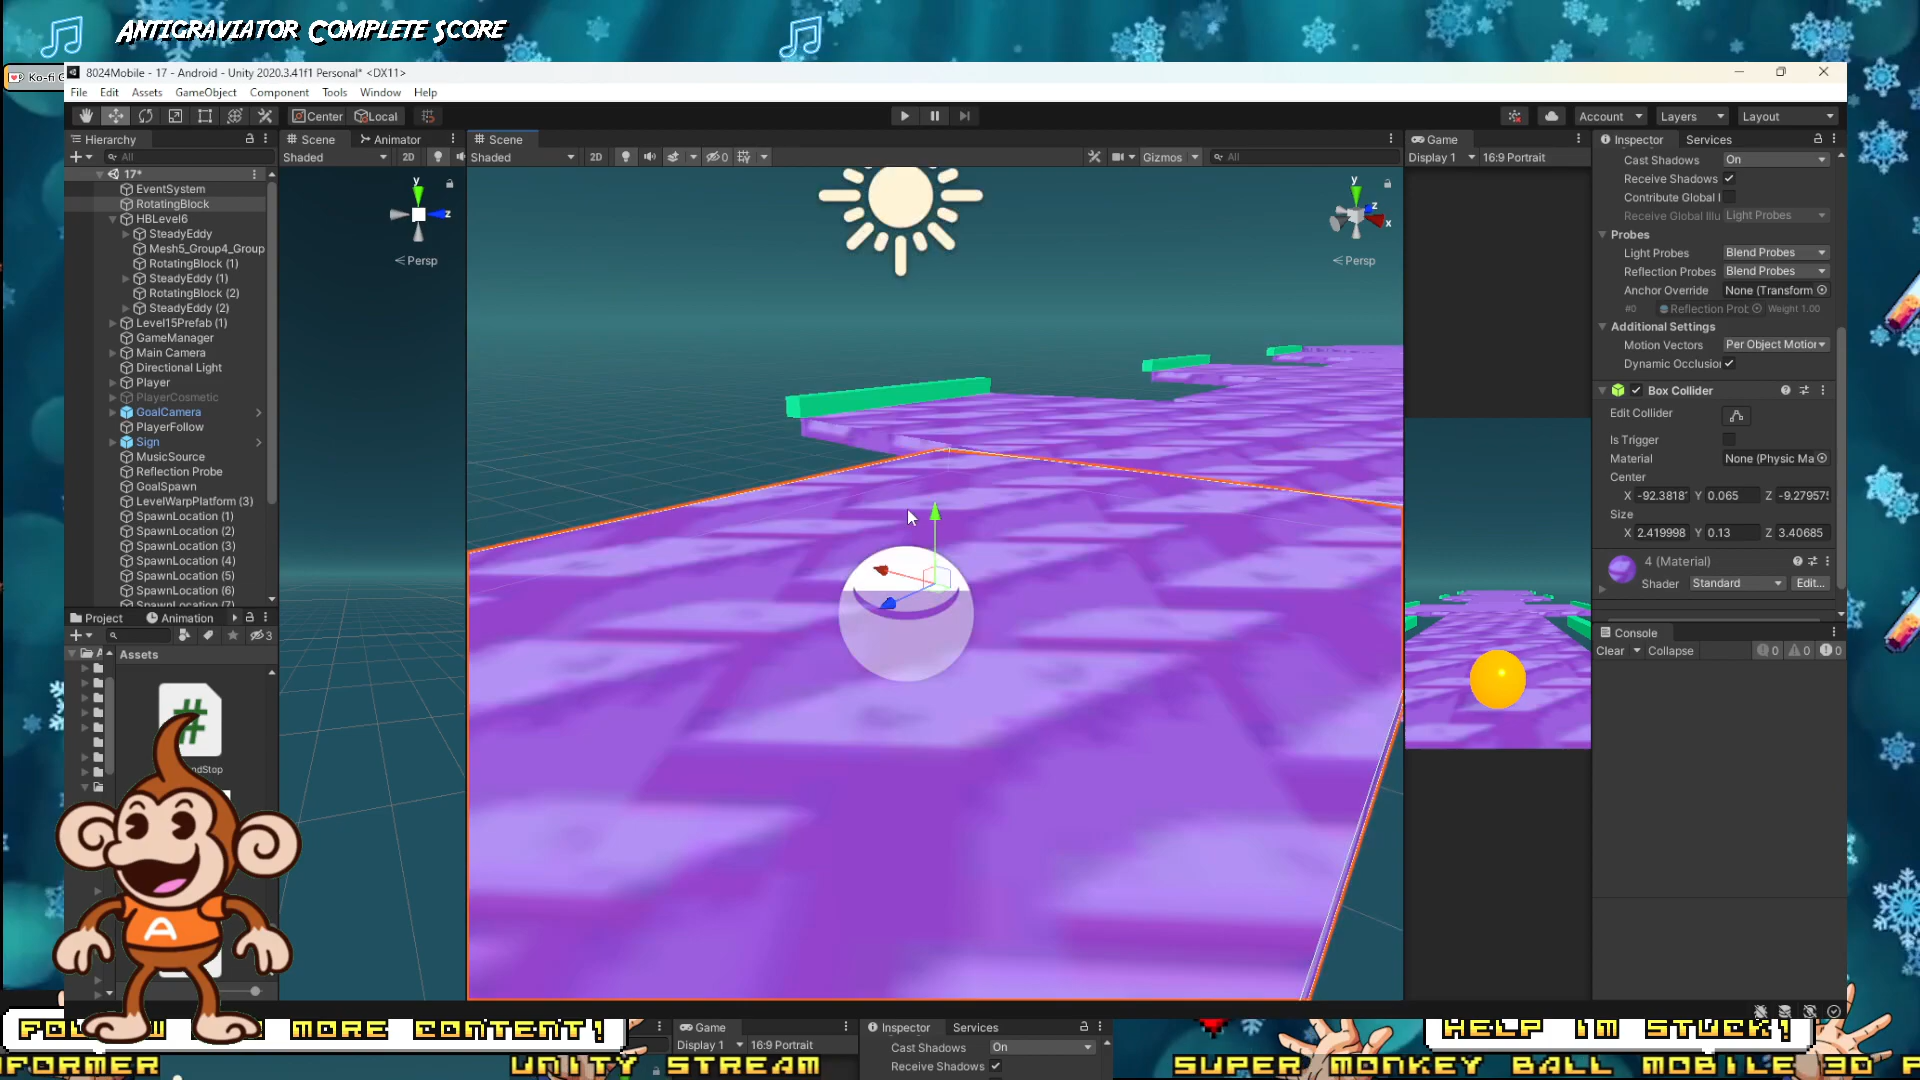 Antigraviator Complete Score
Ko-fi G
8024Mobile - 17 - Android - Unity 2020.3.41f1 Personal* <DX11>
File Edit Assets GameObject Component Tools Window Help
Center Local
Account Layers Layout
Hierarchy
All
17*
EventSystem
RotatingBlock
HBLevel6
SteadyEddy
Mesh5_Group4_Group
RotatingBlock (1)
SteadyEddy (1)
RotatingBlock (2)
SteadyEddy (2)
Level15Prefab (1)
GameManager
Main Camera
Directional Light
Player
PlayerCosmetic
GoalCamera
PlayerFollow
Sign
MusicSource
Reflection Probe
GoalSpawn
LevelWarpPlatform (3)
SpawnLocation (1)
SpawnLocation (2)
SpawnLocation (3)
SpawnLocation (4)
SpawnLocation (5)
SpawnLocation (6)
SpawnLocation (7)
Project Animation
3
A
Assets
#
ndStop
A
Scene Animator
Shaded 2D
y
z
Persp
Scene
Shaded 2D 0 Gizmos All
y
z
x
Persp
Game
Display 1 16:9 Portrait
Inspector Services
Cast Shadows On
Receive Shadows
Contribute Global I
Receive Global Illu Light Probes
Probes
Light Probes Blend Probes
Reflection Probes Blend Probes
Anchor Override None (Transform
#0 Reflection Prob Weight 1.00
Additional Settings
Motion Vectors Per Object Motior
Dynamic Occlusio
Box Collider
Edit Collider
Is Trigger
Material None (Physic Ma
Center
X -92.3818 Y 0.065 Z -9.27957
Size
X 2.419998 Y 0.13 Z 3.40685
4 (Material)
Shader Standard Edit...
Console
Clear Collapse 0 0 0
MORE CONTENT!
Game
Display 1 16:9 Portrait
Inspector Services
Cast Shadows On
Receive Shadows
HELP IM STUCK!
FORMER UNITY STREAM SUPER MONKEY BALL MOBILE 3D